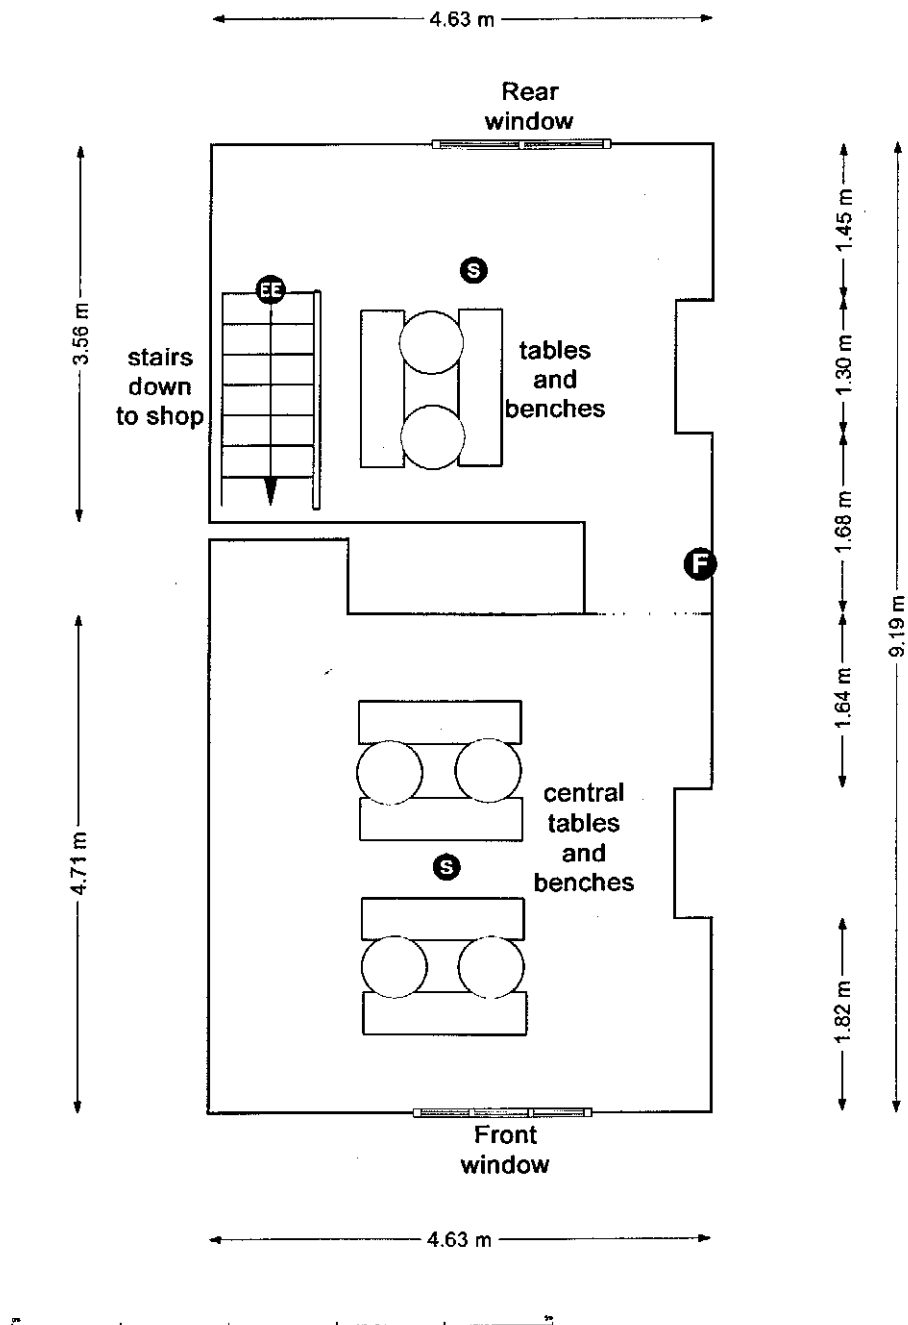 4.63 m
Rear
window
1.45 m
S
EE
3.56 m
1.30 m
stairs
down
to shop
tables
and
benches
1.68 m
F
9.19 m
1.64 m
central
tables
and
benches
4.71 m
S
1.82 m
Front
window
4.63 m